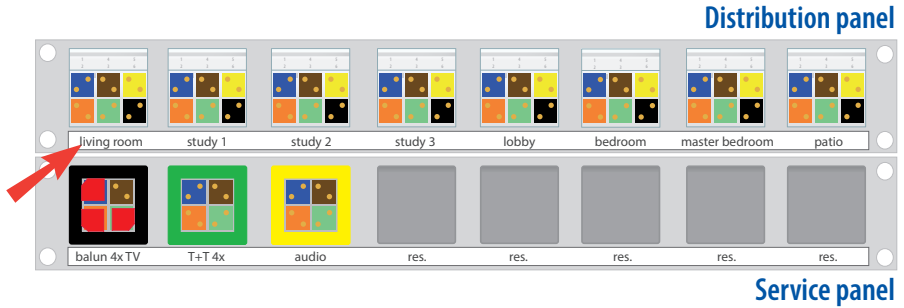 Distribution panel
living room study 1 study 2 study 3 lobby bedroom master bedroom patio
balun 4x TV T+T 4x audio res. res. res. res. res.
Service panel